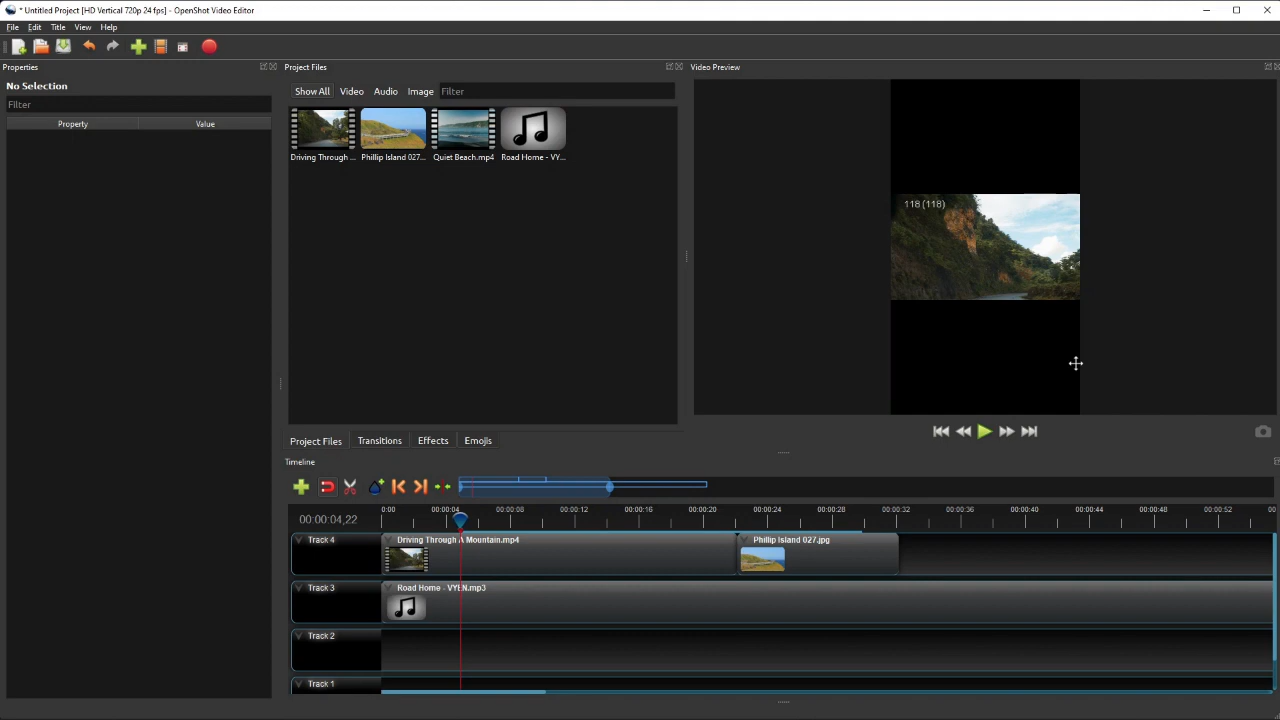 * Untitled Project [HD Vertical 720p 24 fps] - OpenShot Video Editor
File Edit Title View Help
Properties
Project Files
Video Preview
No Selection
Filter
Property Value
Show All Video Audio Image Filter
Driving Through ... Phillip Island 027... Quiet Beach.mp4 Road Home - VY...
118 (118)
Project Files Transitions Effects Emojis
Timeline
00:00:04,22
0:00 00:00:04 00:00:08 00:00:12 00:00:16 00:00:20 00:00:24 00:00:28 00:00:32 00:00:36 00:00:40 00:00:44 00:00:48 00:00:52 00
Track 4 Driving Through A Mountain.mp4 Phillip Island 027.jpg
Track 3 Road Home - VYEN.mp3
Track 2
Track 1